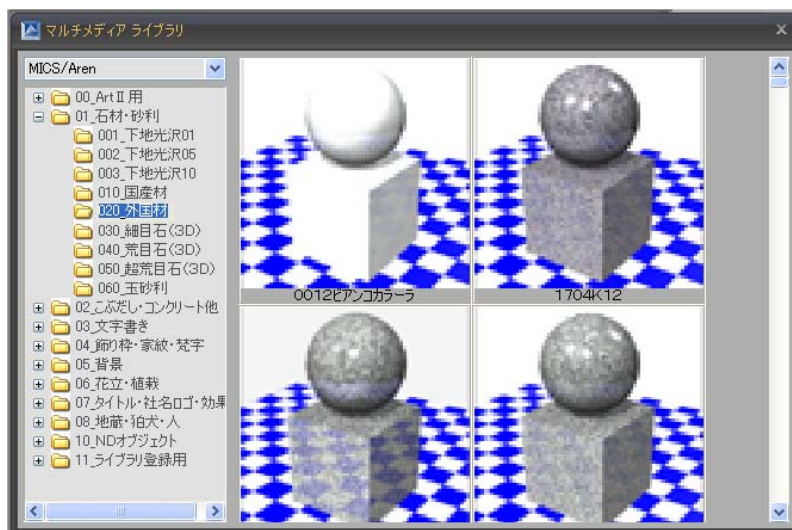 マルチメディア ライブラリ
MICS/Aren
00_ArtⅡ用
01_石材・砂利
001_下地光沢01
002_下地光沢05
003_下地光沢10
010_国産材
020_外国材
030_細目石(3D)
040_荒目石(3D)
050_超荒目石(3D)
060_玉砂利
02_こぶだし・コンクリート他
03_文字書き
04_飾り枠・家紋・梵字
05_背景
06_花立・植栽
07_タイトル・社名ロゴ・効果
08_地蔵・狛犬・人
10_NDオブジェクト
11_ライブラリ登録用
0012ビアンコカラーラ
1704K12